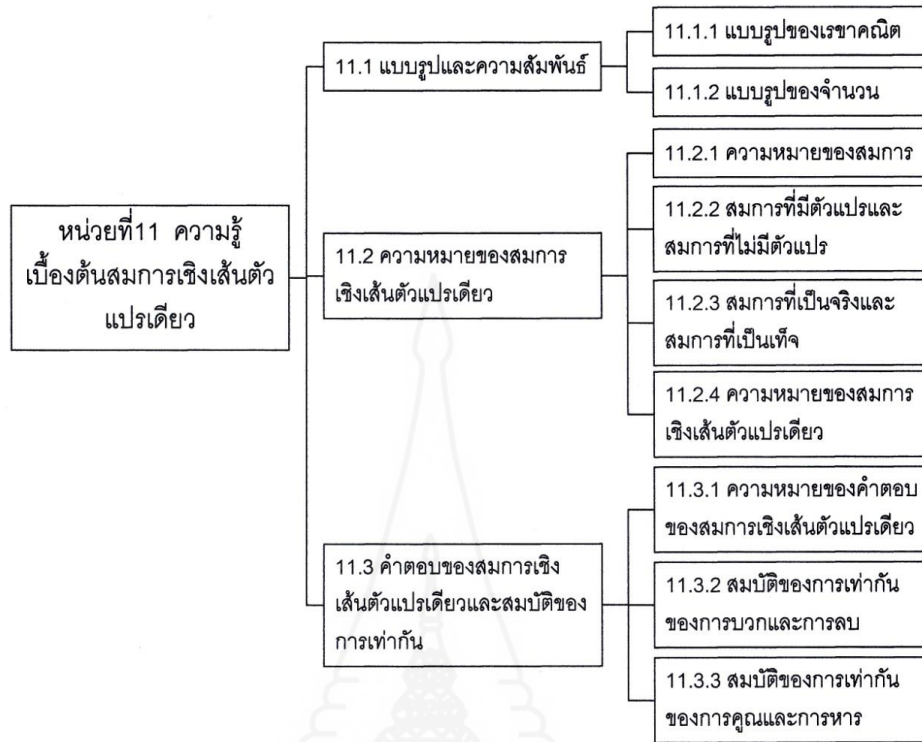 หน่วยที่11 ความรู้
เบื้องต้นสมการเชิงเส้นตัว
แปรเดียว
11.1 แบบรูปและความสัมพันธ์
11.1.1 แบบรูปของเรขาคณิต
11.1.2 แบบรูปของจำนวน
11.2 ความหมายของสมการ
เชิงเส้นตัวแปรเดียว
11.2.1 ความหมายของสมการ
11.2.2 สมการที่มีตัวแปรและ
สมการที่ไม่มีตัวแปร
11.2.3 สมการที่เป็นจริงและ
สมการที่เป็นเท็จ
11.2.4 ความหมายของสมการ
เชิงเส้นตัวแปรเดียว
11.3 คำตอบของสมการเชิง
เส้นตัวแปรเดียวและสมบัติของ
การเท่ากัน
11.3.1 ความหมายของคำตอบ
ของสมการเชิงเส้นตัวแปรเดียว
11.3.2 สมบัติของการเท่ากัน
ของการบวกและการลบ
11.3.3 สมบัติของการเท่ากัน
ของการคูณและการหาร